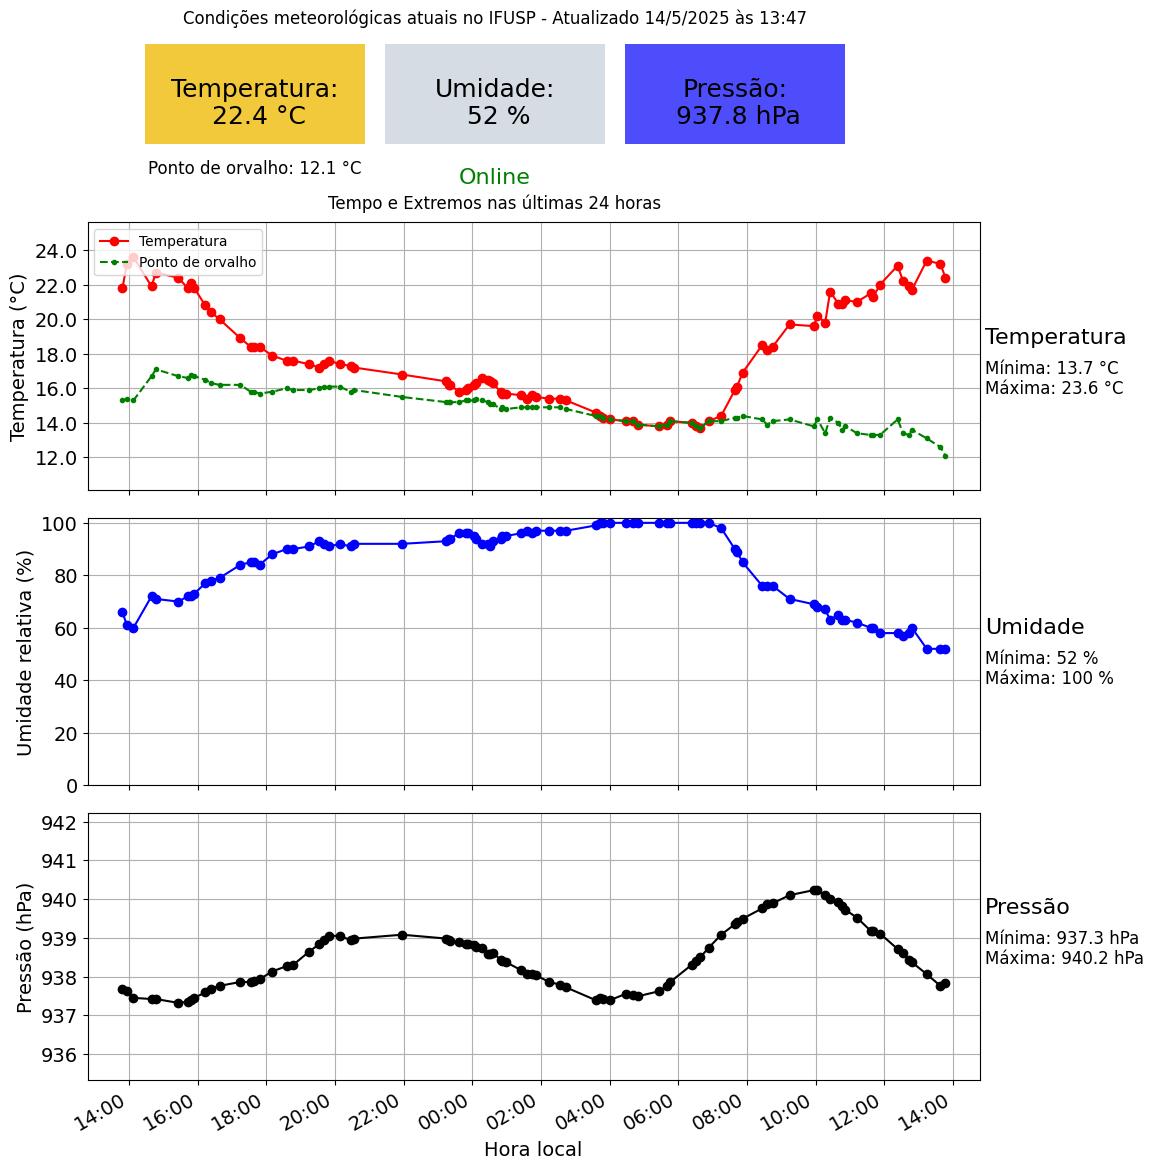 Condições meteorológicas atuais no IFUSP - Atualizado 14/5/2025 às 13:47
Temperatura:
22.4 °C
Umidade:
52 %
Pressão:
937.8 hPa
Ponto de orvalho: 12.1 °C
Online
Tempo e Extremos nas últimas 24 horas
Temperatura
Ponto de orvalho
Temperatura (°C)
24.0
22.0
20.0
18.0
16.0
14.0
12.0
Temperatura
Mínima: 13.7 °C
Máxima: 23.6 °C
Umidade relativa (%)
100
80
60
40
20
0
Umidade
Mínima: 52 %
Máxima: 100 %
Pressão (hPa)
942
941
940
939
938
937
936
Pressão
Mínima: 937.3 hPa
Máxima: 940.2 hPa
14:00 16:00 18:00 20:00 22:00 00:00 02:00 04:00 06:00 08:00 10:00 12:00 14:00
Hora local